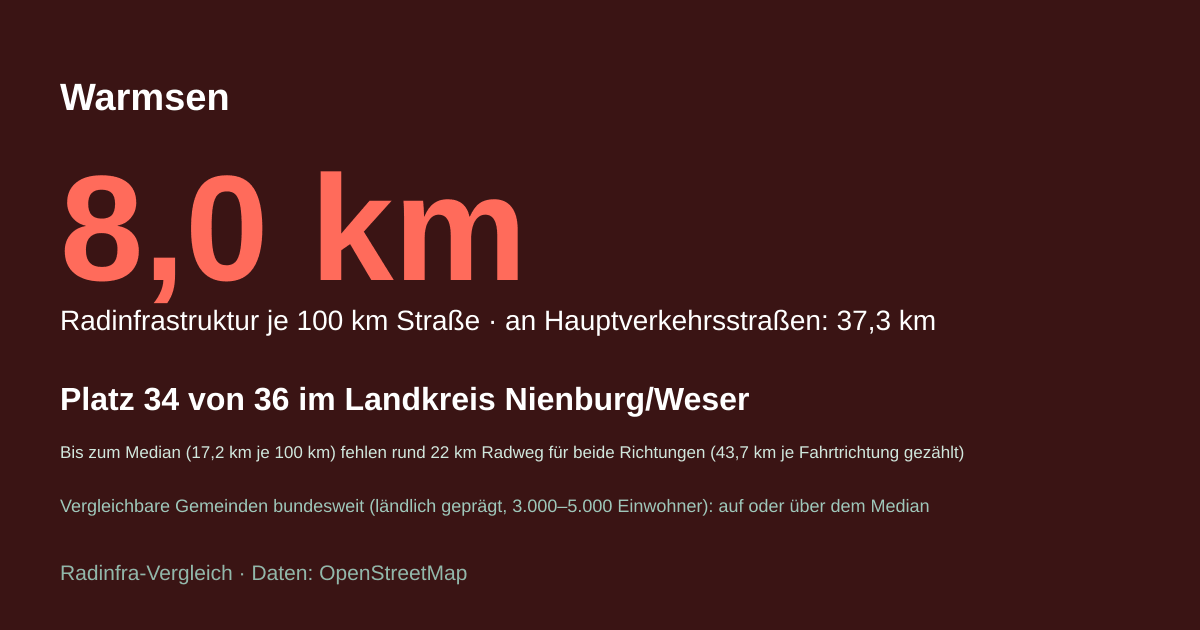 Warmsen
8,0 km
Radinfrastruktur je 100 km Straße · an Hauptverkehrsstraßen: 37,3 km
Platz 34 von 36 im Landkreis Nienburg/Weser
Bis zum Median (17,2 km je 100 km) fehlen rund 22 km Radweg für beide Richtungen (43,7 km je Fahrtrichtung gezählt)
Vergleichbare Gemeinden bundesweit (ländlich geprägt, 3.000–5.000 Einwohner): auf oder über dem Median
Radinfra-Vergleich · Daten: OpenStreetMap